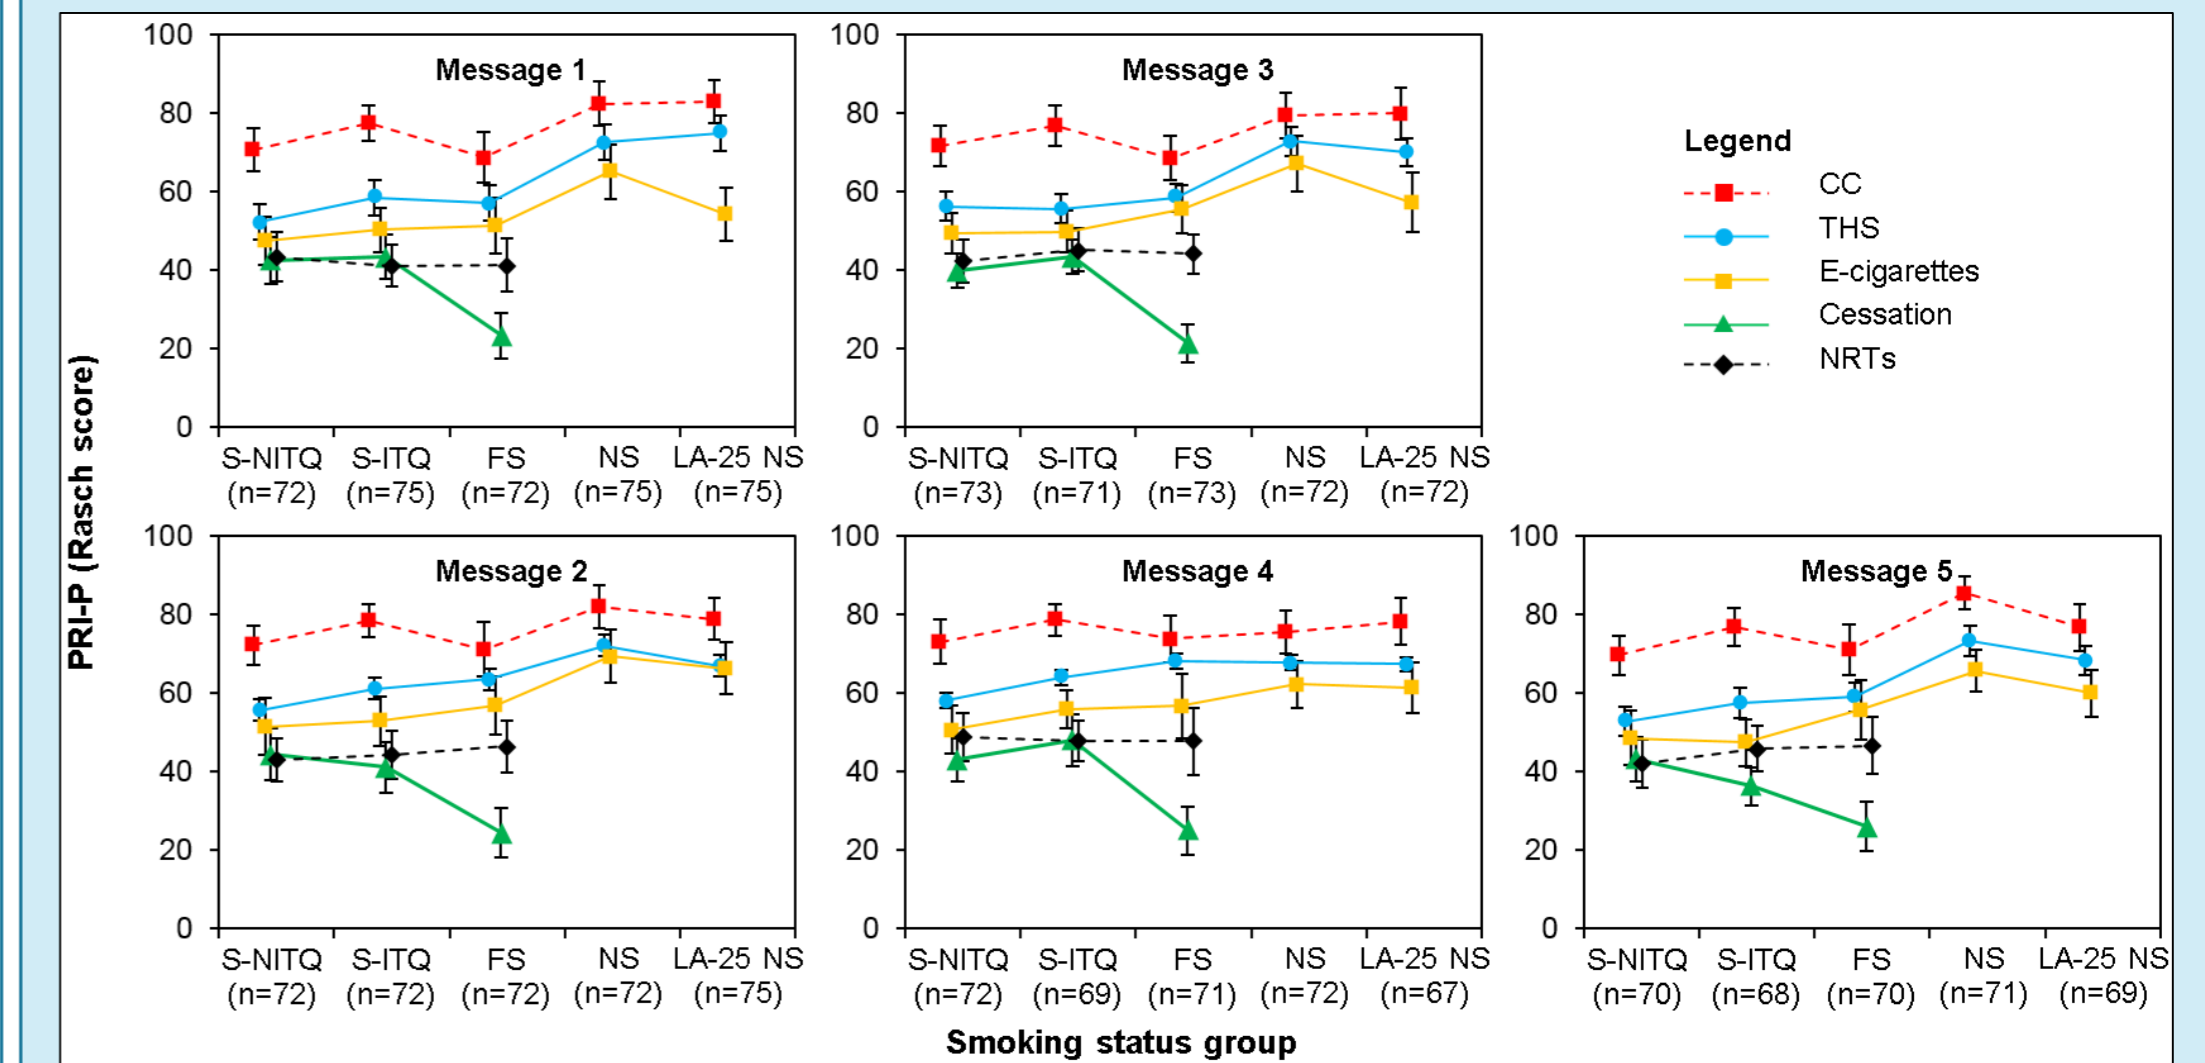 PRI-P (Rasch score)
Message 1
100
80
60
40
20
0
S-NITQ S-ITQ FS NS LA-25 NS
(n=72) (n=75) (n=72) (n=75) (n=75)
Message 3
100
80
60
40
20
0
S-NITQ S-ITQ FS NS LA-25 NS
(n=73) (n=71) (n=73) (n=72) (n=72)
Legend
CC
THS
E-cigarettes
Cessation
NRTs
Message 2
100
80
60
40
20
0
S-NITQ S-ITQ FS NS LA-25 NS
(n=72) (n=72) (n=72) (n=72) (n=75)
Message 4
100
80
60
40
20
0
S-NITQ S-ITQ FS NS LA-25 NS
(n=72) (n=69) (n=71) (n=72) (n=67)
Message 5
100
80
60
40
20
0
S-NITQ S-ITQ FS NS LA-25 NS
(n=70) (n=68) (n=70) (n=71) (n=69)
Smoking status group